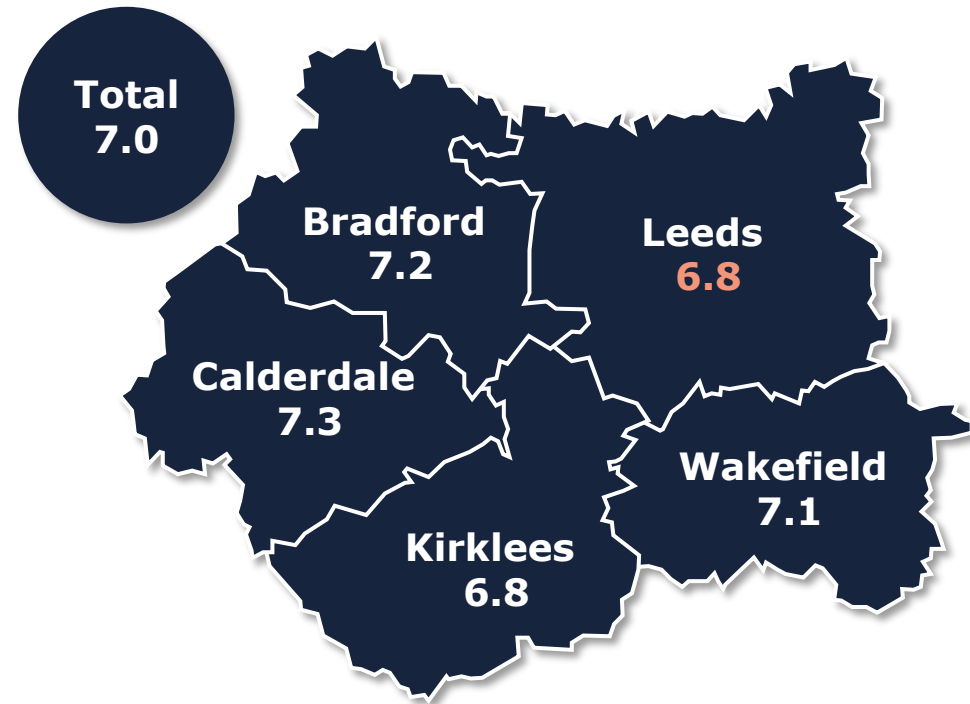 Total
7.0
Bradford
7.2
Leeds
6.8
Calderdale
7.3
Wakefield
7.1
Kirklees
6.8